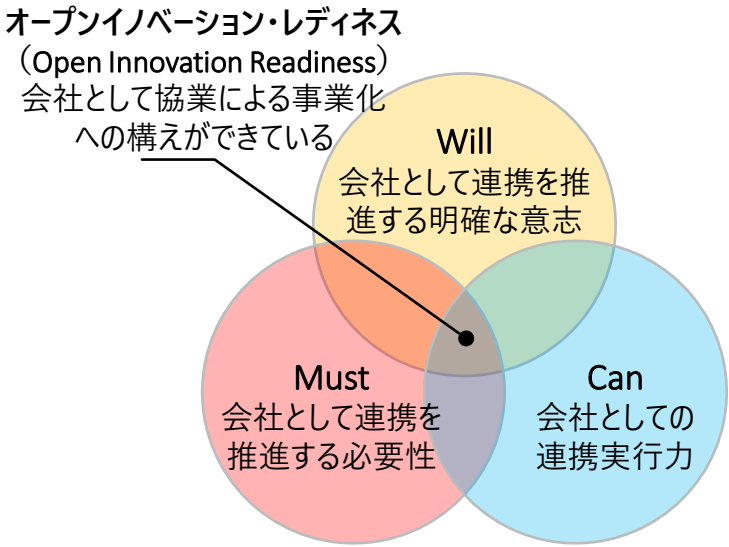 オープンイノベーション・レディネス
（Open Innovation Readiness）
会社として協業による事業化
への構えができている
Will
会社として連携を推
進する明確な意志
Must
会社として連携を
推進する必要性
Can
会社としての
連携実行力